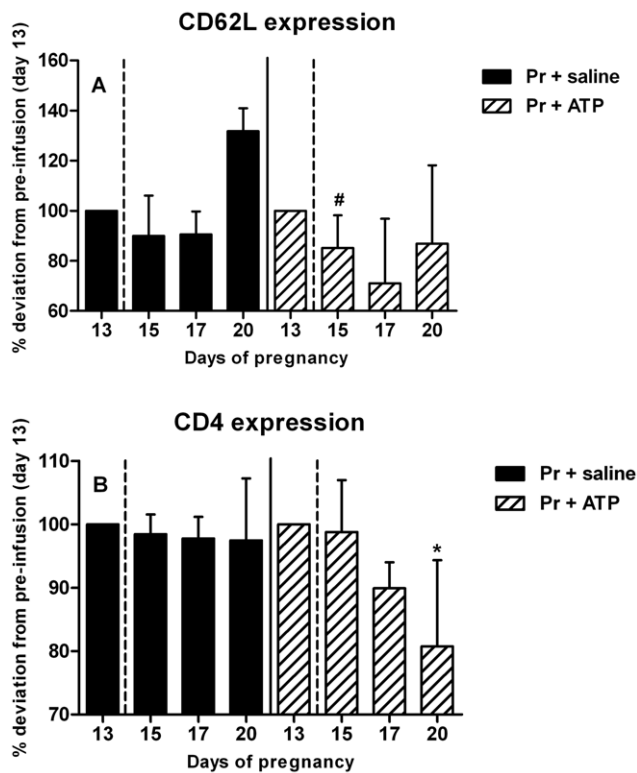 CD62L expression
% deviation from pre-infusion (day 13)
160
140
120
100
80
60
A
#
13 15 17 20 13 15 17 20
Days of pregnancy
Pr + saline
Pr + ATP
CD4 expression
% deviation from pre-infusion (day 13)
110
100
90
80
70
B
*
13 15 17 20 13 15 17 20
Days of pregnancy
Pr + saline
Pr + ATP